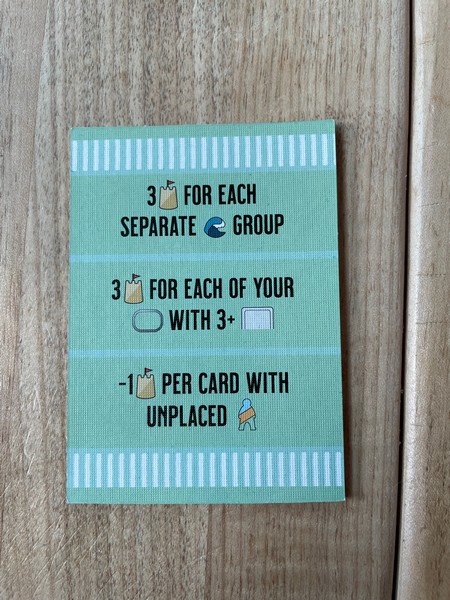 3 FOR EACH
SEPARATE GROUP
3 FOR EACH OF YOUR
WITH 3+
-1 PER CARD WITH
UNPLACED